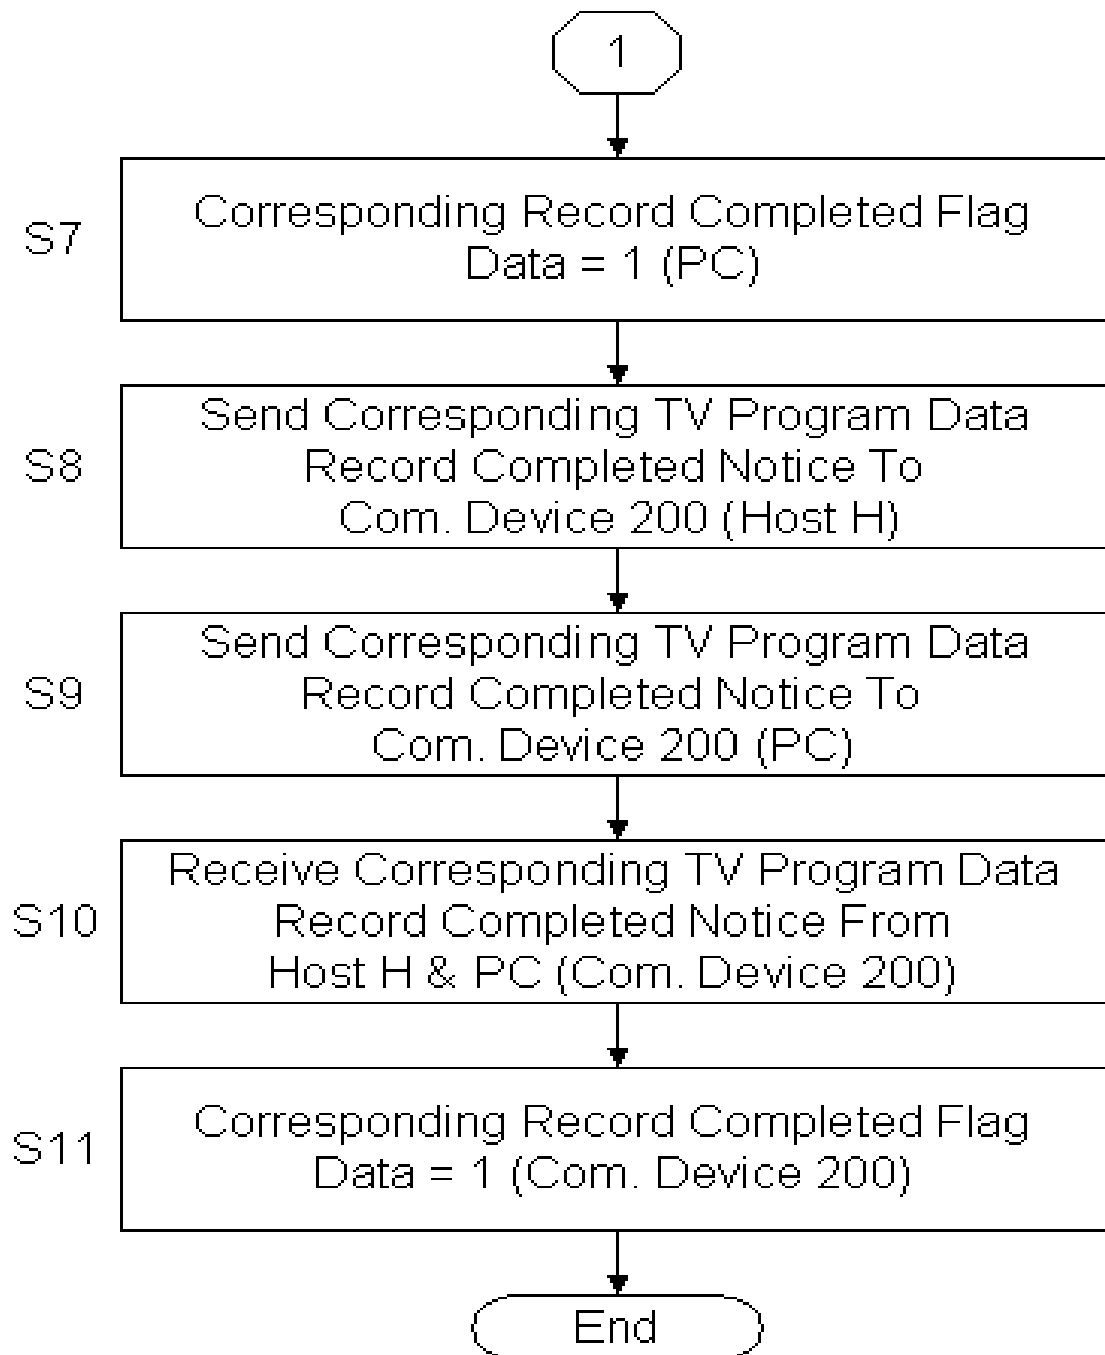 1
S7
Corresponding Record Completed Flag
Data = 1 (PC)
S8
Send Corresponding TV Program Data
Record Completed Notice To
Com. Device 200 (Host H)
S9
Send Corresponding TV Program Data
Record Completed Notice To
Com. Device 200 (PC)
S10
Receive Corresponding TV Program Data
Record Completed Notice From
Host H & PC (Com. Device 200)
S11
Corresponding Record Completed Flag
Data = 1 (Com. Device 200)
End